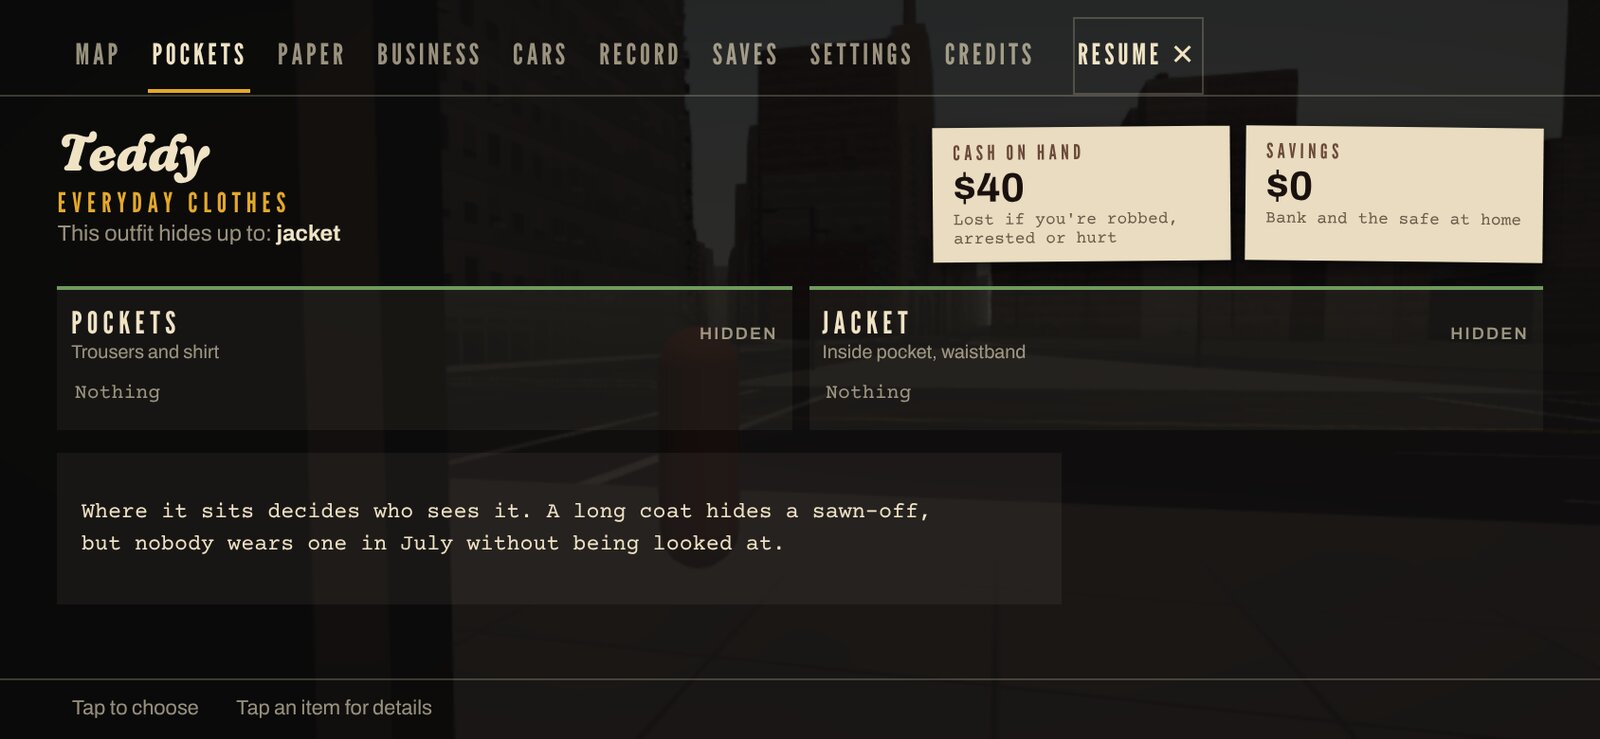 MAP POCKETS PAPER BUSINESS CARS RECORD SAVES SETTINGS CREDITS RESUME ✕
Teddy
EVERYDAY CLOTHES
This outfit hides up to: jacket
CASH ON HAND
$40
Lost if you're robbed,
arrested or hurt
SAVINGS
$0
Bank and the safe at home
POCKETS
HIDDEN
Trousers and shirt
Nothing
JACKET
HIDDEN
Inside pocket, waistband
Nothing
Where it sits decides who sees it. A long coat hides a sawn-off,
but nobody wears one in July without being looked at.
Tap to choose Tap an item for details